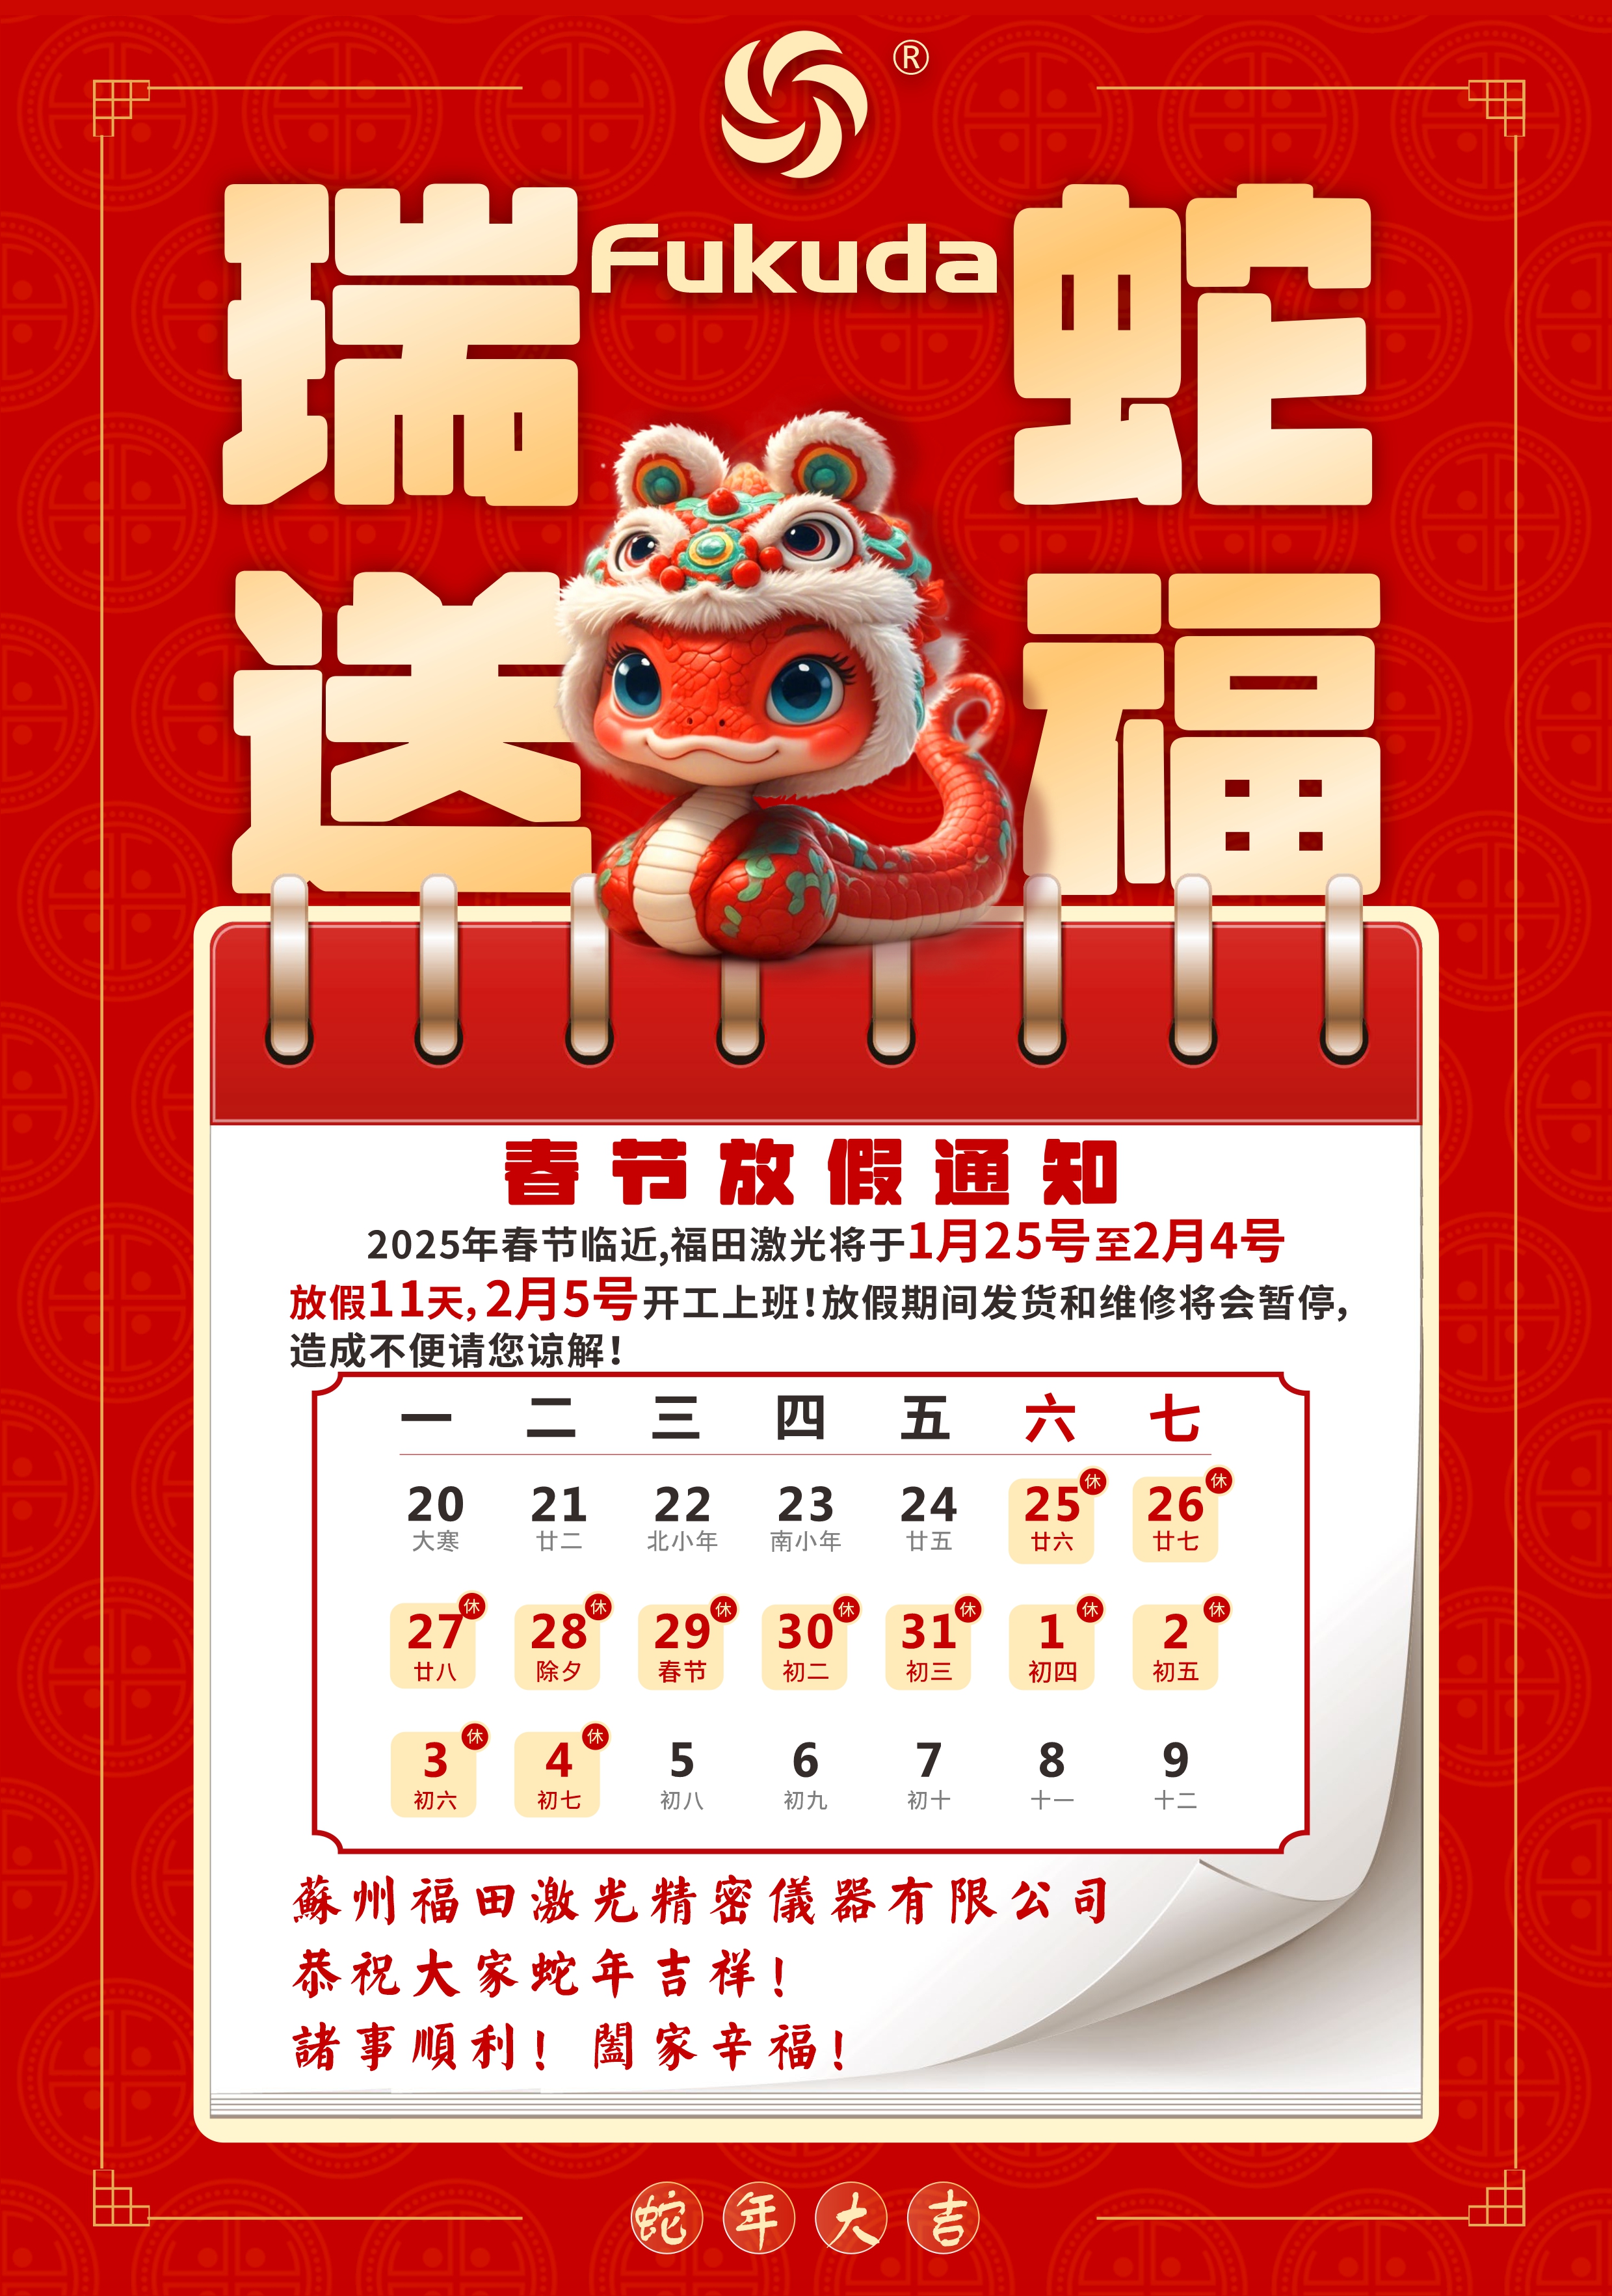 ®
Fukuda
瑞蛇
送福
春节放假通知
2025年春节临近,福田激光将于1月25号至2月4号
放假11天,2月5号开工上班!放假期间发货和维修将会暂停,
造成不便请您谅解!
一 二 三 四 五 六 七
休 休
20 21 22 23 24 25 26
大寒 廿二 北小年 南小年 廿五 廿六 廿七
休 休 休 休 休 休 休
27 28 29 30 31 1 2
廿八 除夕 春节 初二 初三 初四 初五
休 休
3 4 5 6 7 8 9
初六 初七 初八 初九 初十 十一 十二
蘇州福田激光精密儀器有限公司
恭祝大家蛇年吉祥!
諸事順利! 闔家辛福!
蛇年大吉